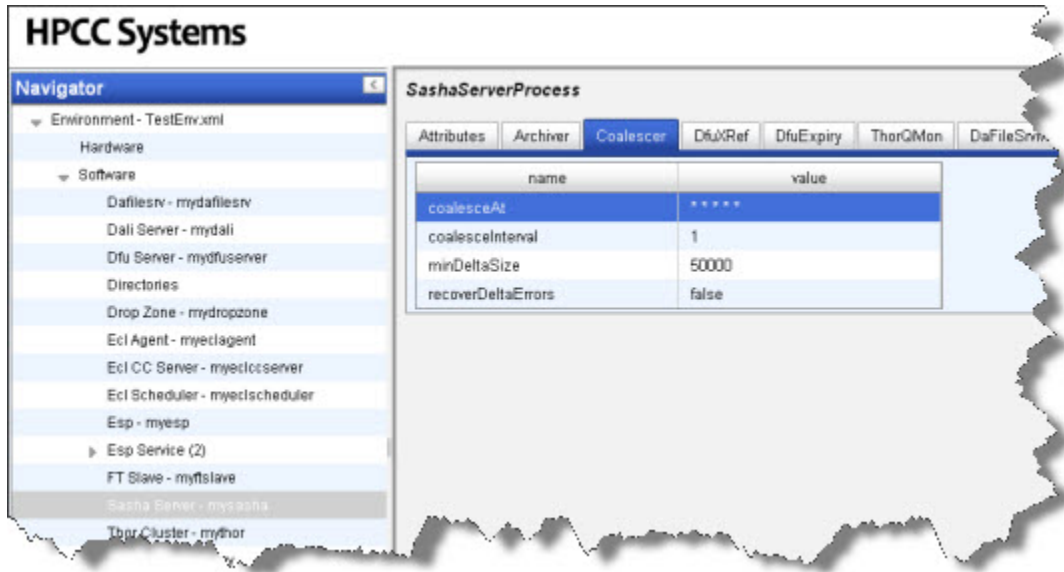 HPCC Systems
Navigator
Environment - TestEnv.xml
Hardware
Software
Dafilesrv - mydafilesrv
Dali Server - mydali
Dfu Server - mydfuserver
Directories
Drop Zone - mydropzone
Ecl Agent - myeclagent
Ecl CC Server - myeclccserver
Ecl Scheduler - myeclscheduler
Esp - myesp
Esp Service (2)
FT Slave - myftslave
Sasha Server - mysasha
Thor Cluster - mythor
SashaServerProcess
Attributes Archiver Coalescer DfuXRef DfuExpiry ThorQMon
name value
coalesceAt * * * * *
coalesceInterval 1
minDeltaSize 50000
recoverDeltaErrors false